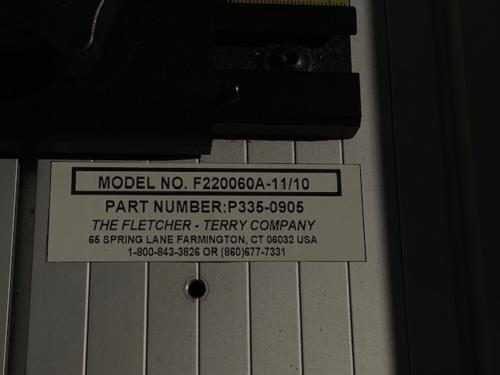 MODEL NO. F220060A-11/10
PART NUMBER:P335-0905
THE FLETCHER - TERRY COMPANY
65 SPRING LANE FARMINGTON, CT 06032 USA
1-800-843-3826 OR (860)677-7331